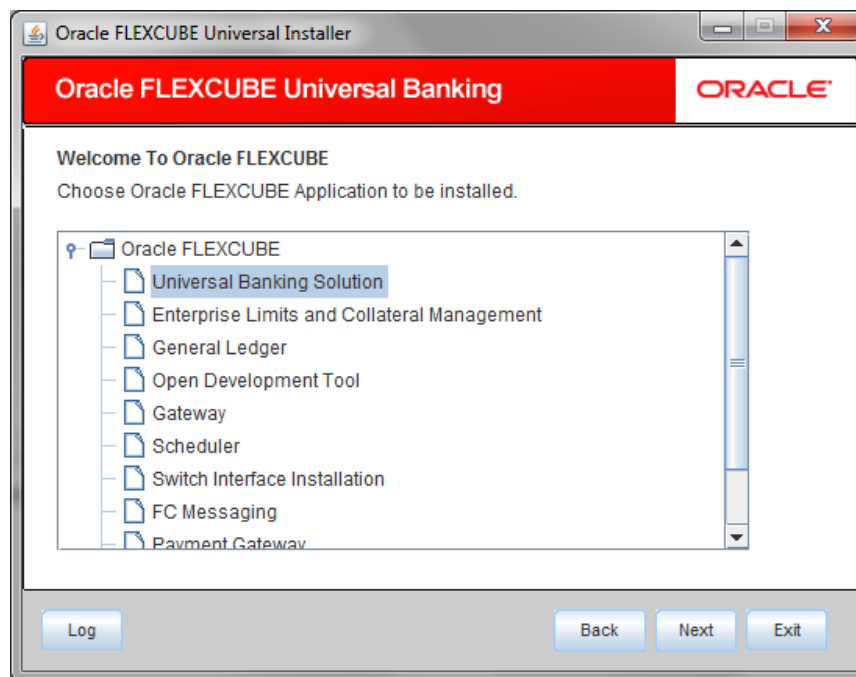 Oracle FLEXCUBE Universal Installer
Oracle FLEXCUBE Universal Banking
ORACLE
Welcome To Oracle FLEXCUBE
Choose Oracle FLEXCUBE Application to be installed.
Oracle FLEXCUBE
Universal Banking Solution
Enterprise Limits and Collateral Management
General Ledger
Open Development Tool
Gateway
Scheduler
Switch Interface Installation
FC Messaging
Payment Gateway
Log Back Next Exit